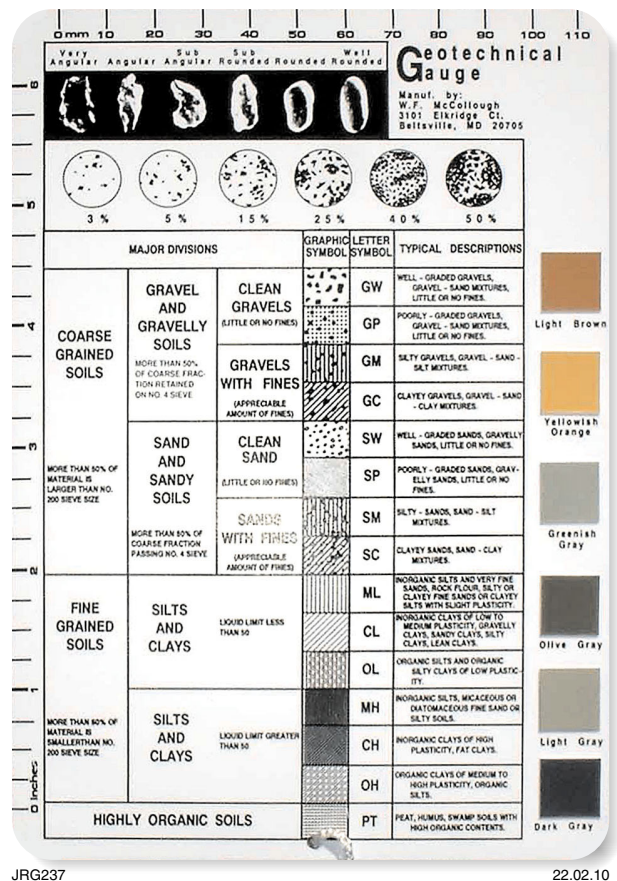 0mm 10 20 30 40 50 60 70 80 90 100 110
Very Angular
Angular
Sub Angular
Sub Rounded
Rounded
Well Rounded
Geotechnical
Gauge
Manuf. by:
W.F. McCollough
3101 Elkridge Ct.
Beltsville, MD 20705
3% 5% 15% 25% 40% 50%
MAJOR DIVISIONS
GRAPHIC SYMBOL
LETTER SYMBOL
TYPICAL DESCRIPTIONS
COARSE
GRAINED
SOILS
MORE THAN 50% OF
MATERIAL IS
LARGER THAN NO.
200 SIEVE SIZE
GRAVEL
AND
GRAVELLY
SOILS
MORE THAN 50%
OF COARSE FRAC-
TION RETAINED
ON NO. 4 SIEVE
CLEAN
GRAVELS
(LITTLE OR NO FINES)
GW
WELL - GRADED GRAVELS,
GRAVEL - SAND MIXTURES,
LITTLE OR NO FINES.
GP
POORLY - GRADED GRAVELS,
GRAVEL - SAND MIXTURES,
LITTLE OR NO FINES.
GRAVELS
WITH FINES
(APPRECIABLE
AMOUNT OF FINES)
GM
SILTY GRAVELS, GRAVEL - SAND -
SILT MIXTURES.
GC
CLAYEY GRAVELS, GRAVEL - SAND
- CLAY MIXTURES.
SAND
AND
SANDY
SOILS
MORE THAN 50% OF
COARSE FRACTION
PASSING NO. 4 SIEVE
CLEAN
SAND
(LITTLE OR NO FINES)
SW
WELL - GRADED SANDS, GRAVELLY
SANDS, LITTLE OR NO FINES.
SP
POORLY - GRADED SANDS, GRAV-
ELLY SANDS, LITTLE OR NO
FINES.
SANDS
WITH FINES
(APPRECIABLE
AMOUNT OF FINES)
SM
SILTY - SANDS, SAND - SILT
MIXTURES.
SC
CLAYEY SANDS, SAND - CLAY
MIXTURES.
FINE
GRAINED
SOILS
MORE THAN 50% OF
MATERIAL IS
SMALLERTHAN NO.
200 SIEVE SIZE
SILTS
AND
CLAYS
LIQUID LIMIT LESS
THAN 50
ML
INORGANIC SILTS AND VERY FINE
SANDS, ROCK FLOUR, SILTY OR
CLAYEY FINE SANDS OR CLAYEY
SILTS WITH SLIGHT PLASTICITY.
CL
INORGANIC CLAYS OF LOW TO
MEDIUM PLASTICITY, GRAVELLY
CLAYS, SANDY CLAYS, SILTY
CLAYS, LEAN CLAYS.
OL
ORGANIC SILTS AND ORGANIC
SILTY CLAYS OF LOW PLASTIC-
ITY.
SILTS
AND
CLAYS
LIQUID LIMIT GREATER
THAN 50
MH
INORGANIC SILTS, MICACEOUS OR
DIATOMACEOUS FINE SAND OR
SILTY SOILS.
CH
INORGANIC CLAYS OF HIGH
PLASTICITY, FAT CLAYS.
OH
ORGANIC CLAYS OF MEDIUM TO
HIGH PLASTICITY, ORGANIC
SILTS.
HIGHLY ORGANIC SOILS
PT
PEAT, HUMUS, SWAMP SOILS WITH
HIGH ORGANIC CONTENTS.
Light Brown
Yellowish
Orange
Greenish
Gray
Olive Gray
Light Gray
Dark Gray
6
5
4
3
2
1
0 Inches
JRG237
22.02.10